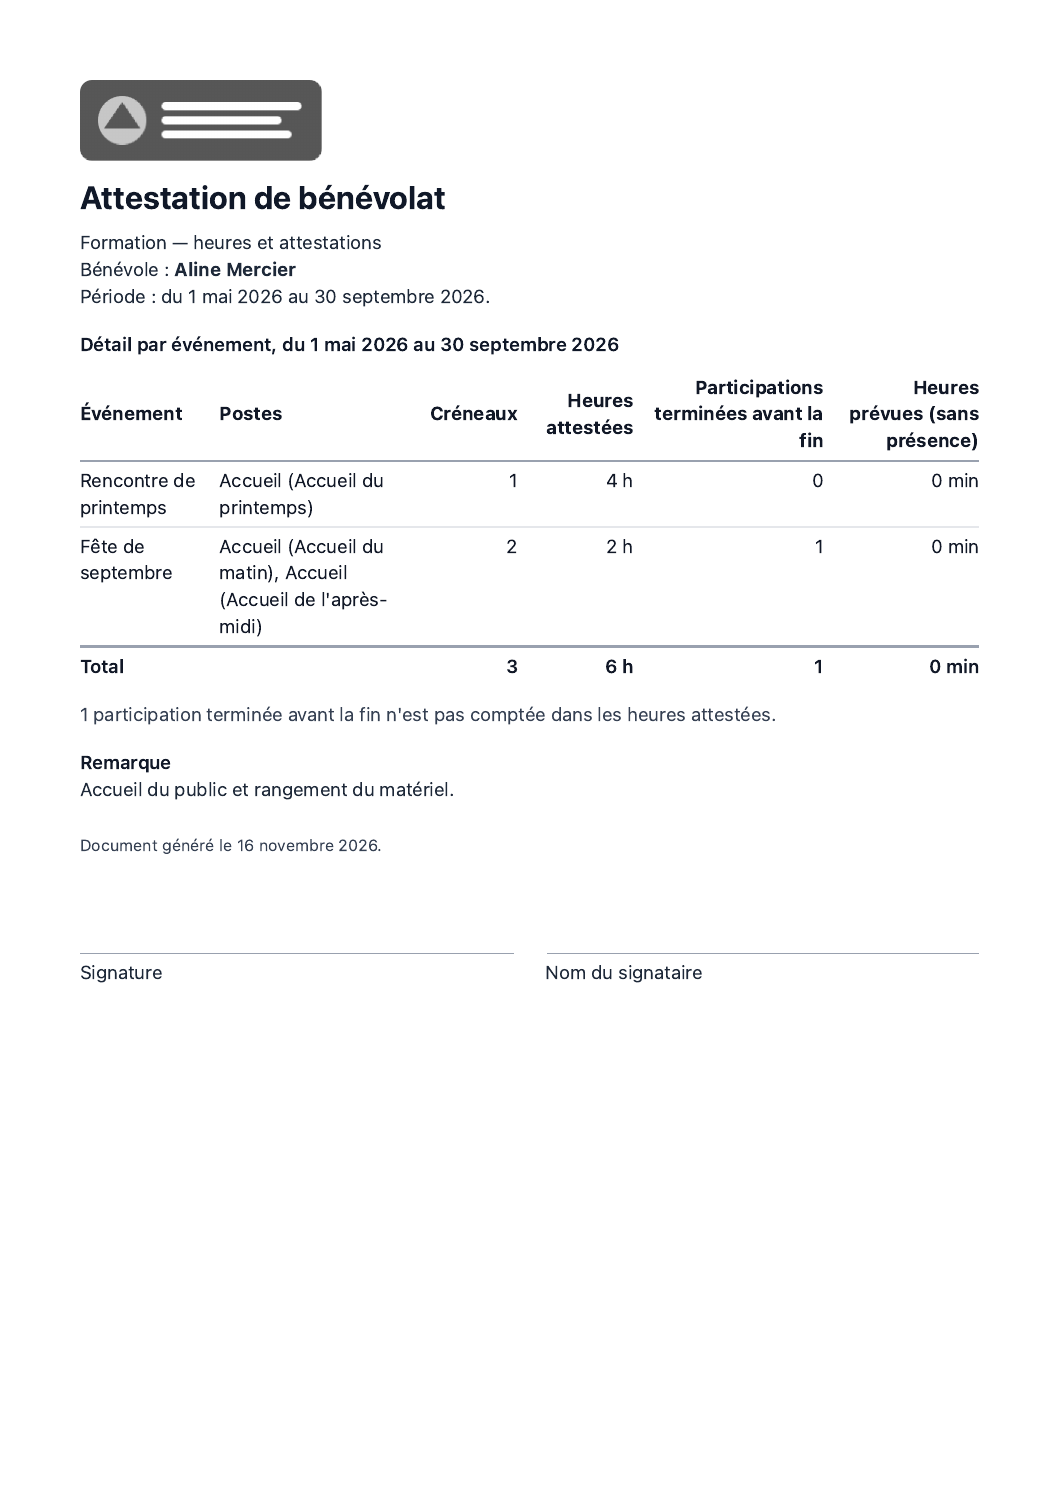 Attestation de bénévolat
Formation — heures et attestations
Bénévole : Aline Mercier
Période : du 1 mai 2026 au 30 septembre 2026.
Détail par événement, du 1 mai 2026 au 30 septembre 2026
Événement Postes Créneaux Heures attestées Participations terminées avant la fin Heures prévues (sans présence)
Rencontre de printemps Accueil (Accueil du printemps) 1 4 h 0 0 min
Fête de septembre Accueil (Accueil du matin), Accueil (Accueil de l'après-midi) 2 2 h 1 0 min
Total 3 6 h 1 0 min
1 participation terminée avant la fin n'est pas comptée dans les heures attestées.
Remarque
Accueil du public et rangement du matériel.
Document généré le 16 novembre 2026.
Signature Nom du signataire